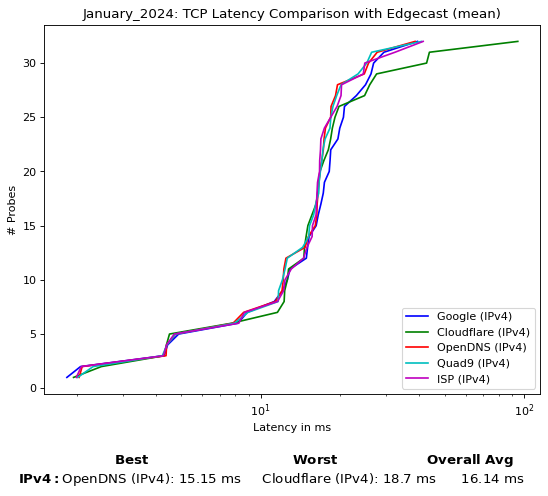 January_2024: TCP Latency Comparison with Edgecast (mean)
30
25
20
15
10
5
0
# Probes
Google (IPv4)
Cloudflare (IPv4)
OpenDNS (IPv4)
Quad9 (IPv4)
ISP (IPv4)
10¹ 10²
Latency in ms
Best Worst Overall Avg
IPv4: OpenDNS (IPv4): 15.15 ms Cloudflare (IPv4): 18.7 ms 16.14 ms